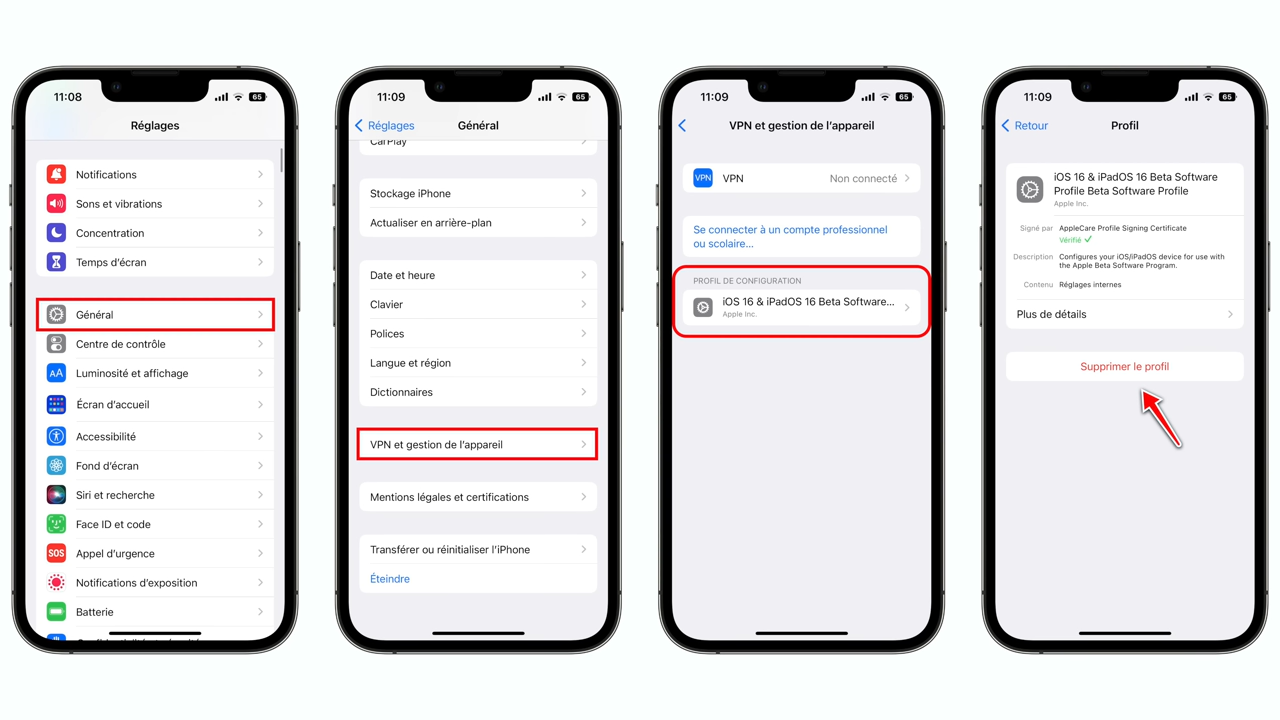 11:08
65
Réglages
Notifications
Sons et vibrations
Concentration
Temps d'écran
Général
Centre de contrôle
AA Luminosité et affichage
Écran d'accueil
Accessibilité
Fond d'écran
Siri et recherche
Face ID et code
SOS Appel d'urgence
Notifications d'exposition
Batterie
11:09
65
Réglages
Général
CarPlay
Stockage iPhone
Actualiser en arrière-plan
Date et heure
Clavier
Polices
Langue et région
Dictionnaires
VPN et gestion de l'appareil
Mentions légales et certifications
Transférer ou réinitialiser l'iPhone
Éteindre
11:09
65
VPN et gestion de l'appareil
VPN VPN Non connecté
Se connecter à un compte professionnel
ou scolaire...
PROFIL DE CONFIGURATION
iOS 16 & iPadOS 16 Beta Software...
Apple Inc.
11:09
65
Retour
Profil
iOS 16 & iPadOS 16 Beta Software
Profile Beta Software Profile
Apple Inc.
Signé par AppleCare Profile Signing Certificate
Vérifié
Description Configures your iOS/iPadOS device for use with
the Apple Beta Software Program.
Contenu Réglages internes
Plus de détails
Supprimer le profil